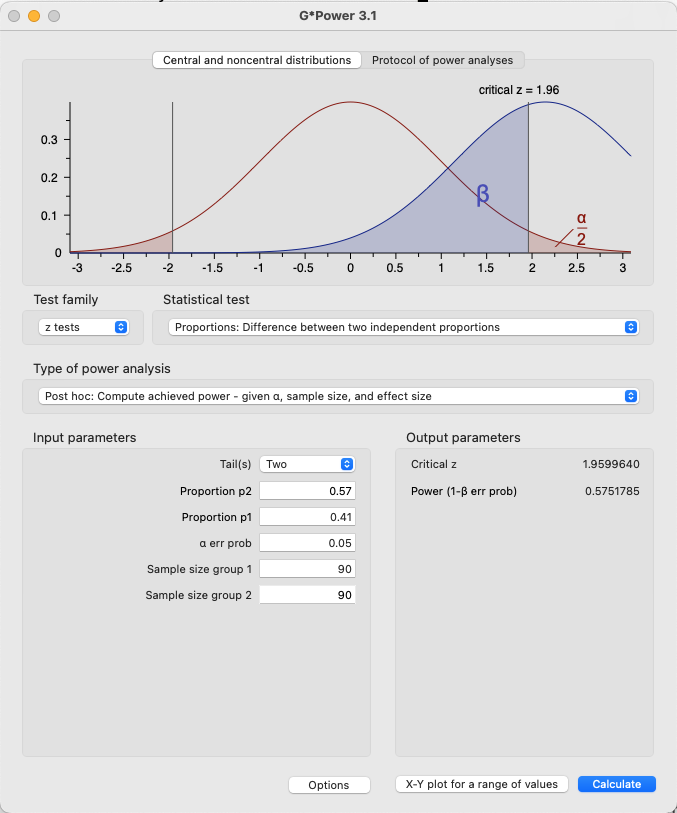 G*Power 3.1
Central and noncentral distributions
Protocol of power analyses
critical z = 1.96
0.3
0.2
0.1
0
β
α
2
-3 -2.5 -2 -1.5 -1 -0.5 0 0.5 1 1.5 2 2.5 3
Test family
Statistical test
z tests
Proportions: Difference between two independent proportions
Type of power analysis
Post hoc: Compute achieved power - given α, sample size, and effect size
Input parameters
Output parameters
Tail(s) Two
Critical z 1.9599640
Proportion p2 0.57
Power (1-β err prob) 0.5751785
Proportion p1 0.41
α err prob 0.05
Sample size group 1 90
Sample size group 2 90
Options
X-Y plot for a range of values
Calculate